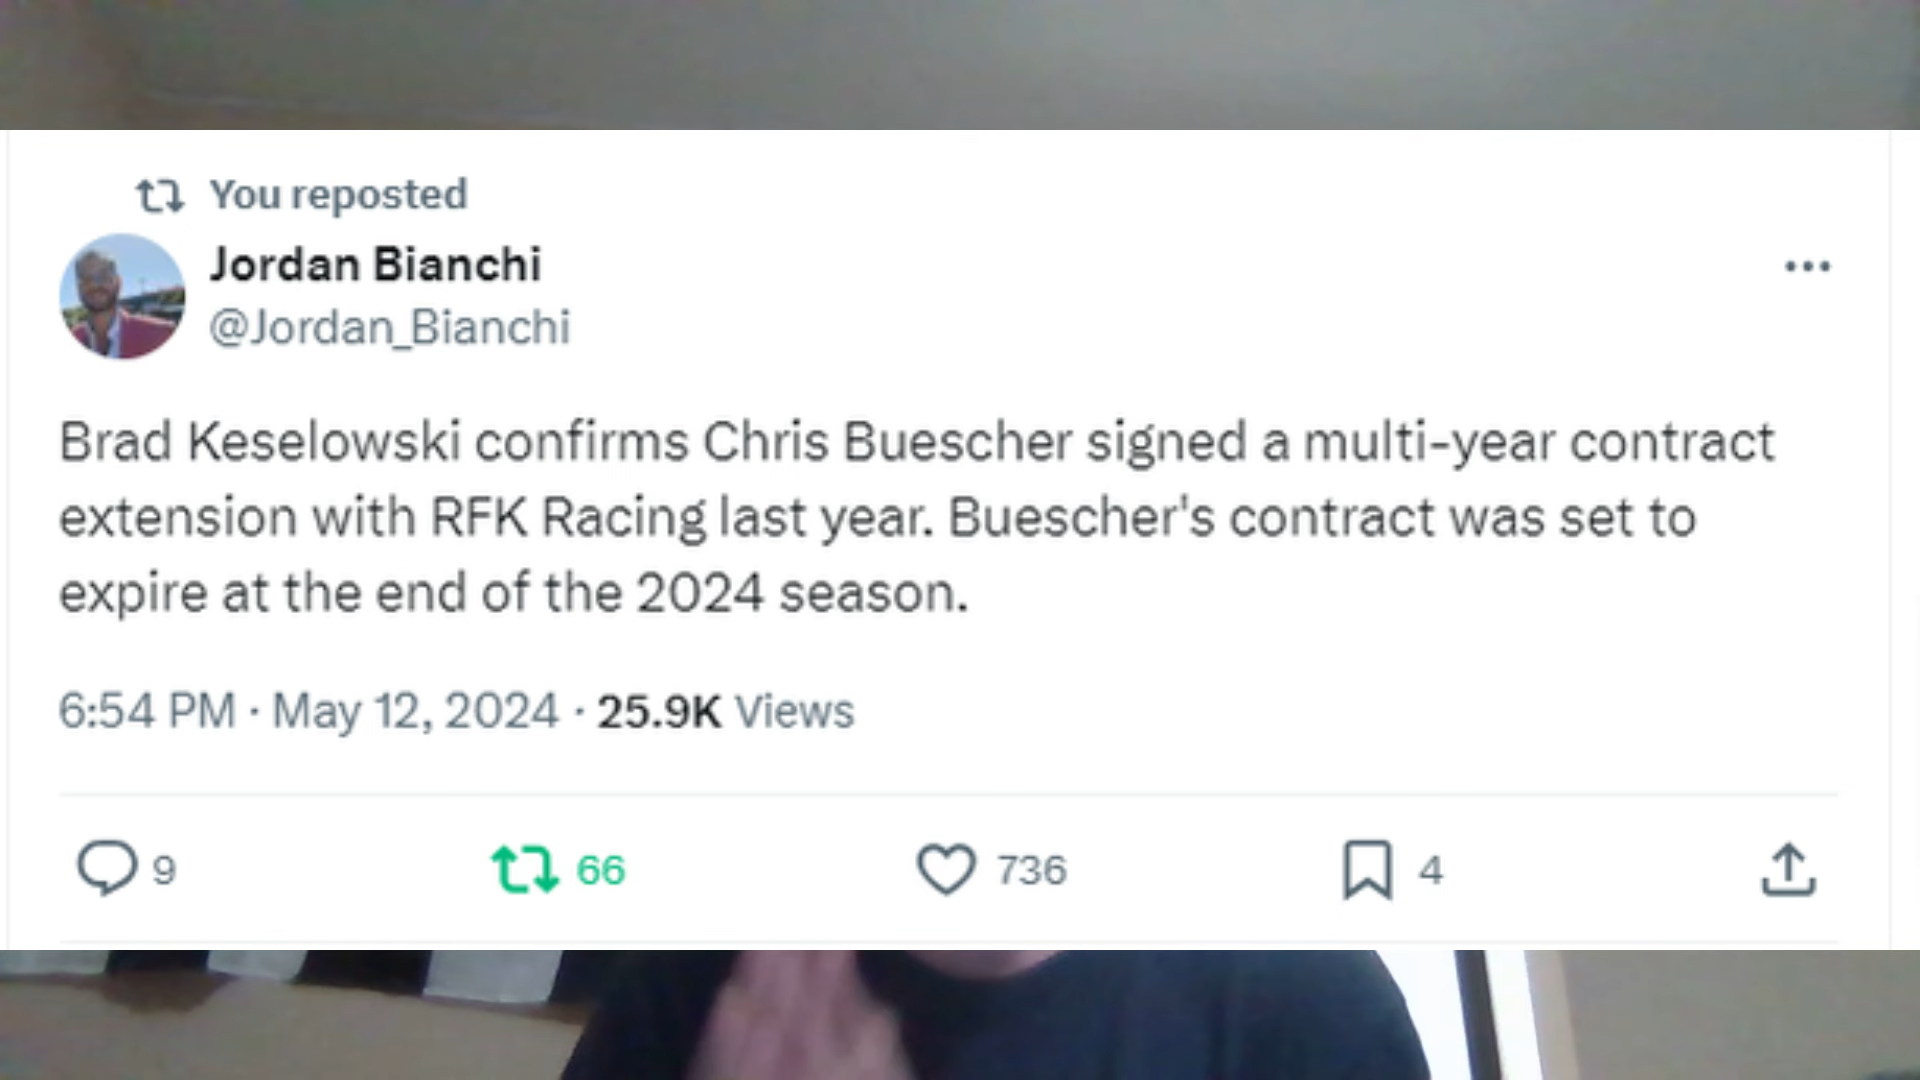 You reposted
Jordan Bianchi
@Jordan_Bianchi
Brad Keselowski confirms Chris Buescher signed a multi-year contract
extension with RFK Racing last year. Buescher's contract was set to
expire at the end of the 2024 season.
6:54 PM · May 12, 2024 · 25.9K Views
9 66 736 4